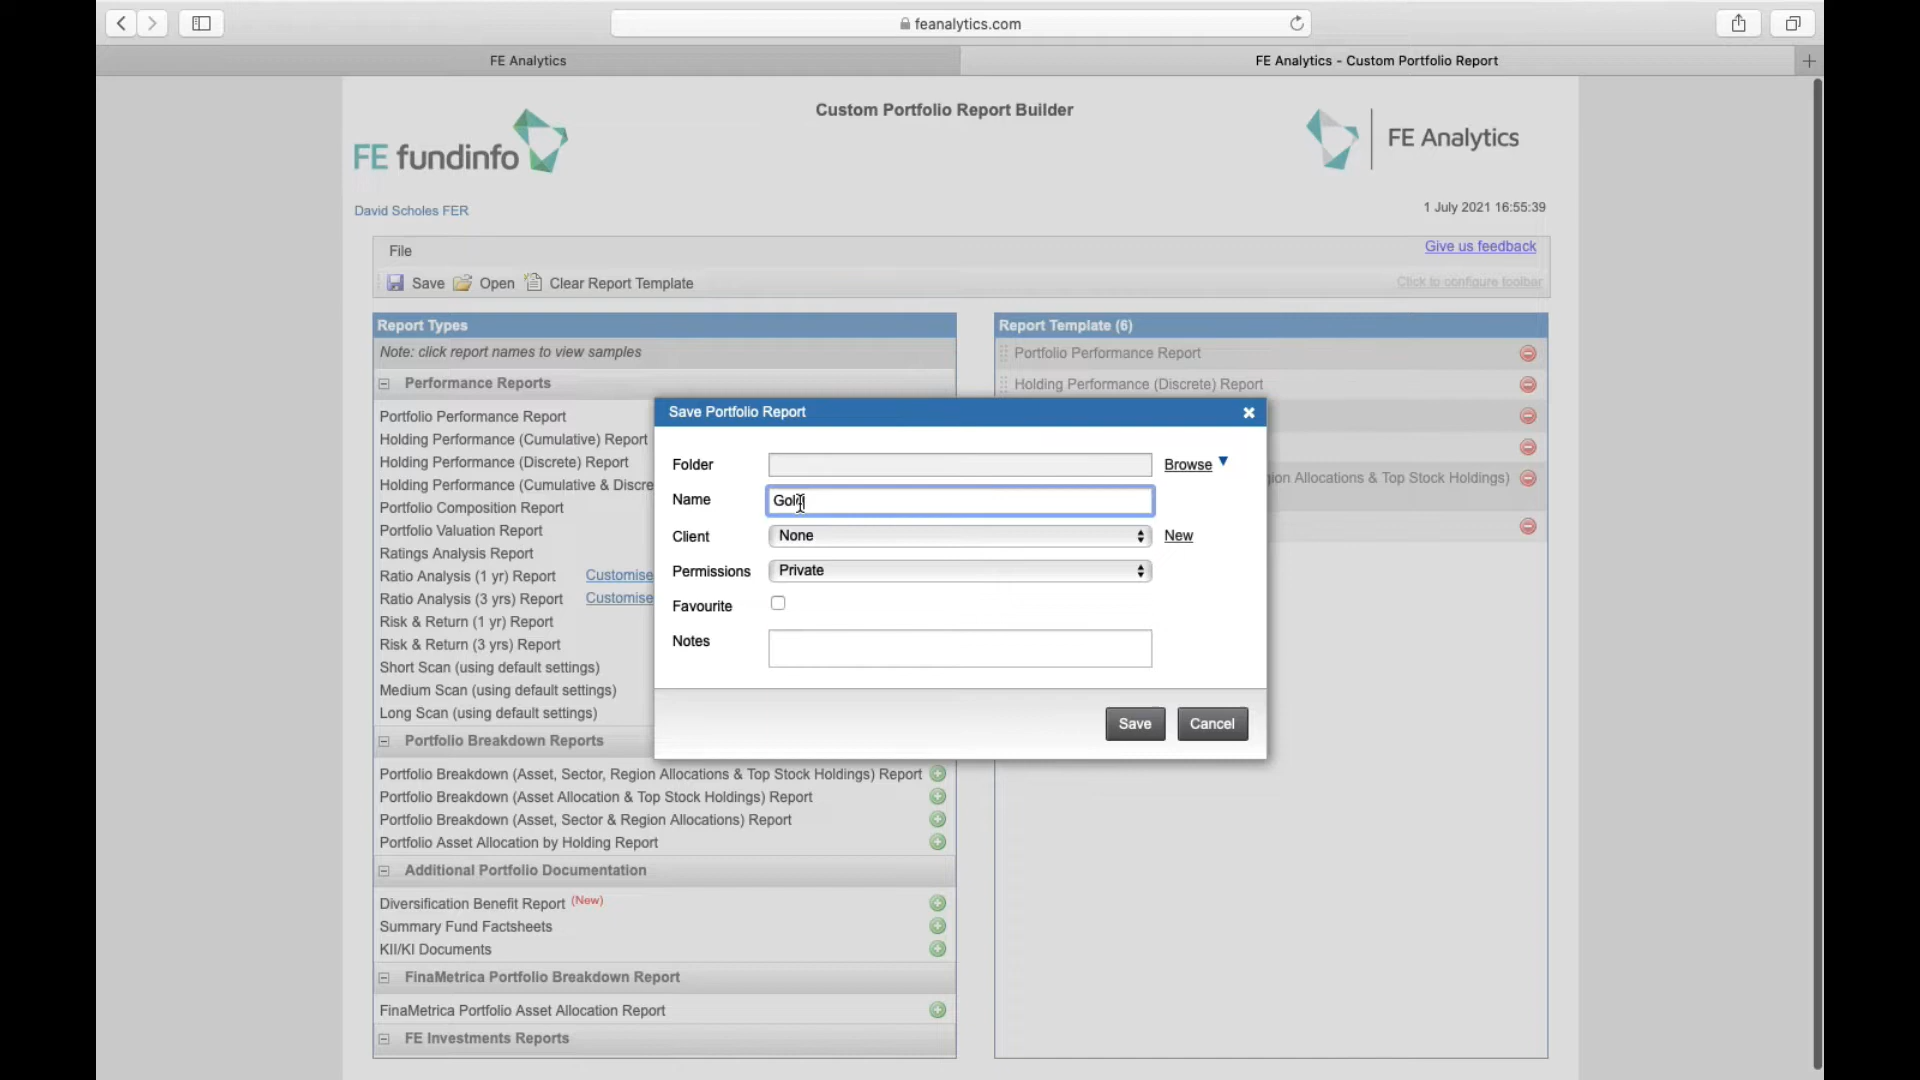 feanalytics.com
FE Analytics
FE Analytics - Custom Portfolio Report
Custom Portfolio Report Builder
FE fundinfo
FE Analytics
David Scholes FER
1 July 2021 16:55:39
File
Give us feedback
Save
Open
Clear Report Template
Click to configure toolbar
Report Types
Note: click report names to view samples
Performance Reports
Portfolio Performance Report
Holding Performance (Cumulative) Report
Holding Performance (Discrete) Report
Holding Performance (Cumulative & Discre
Portfolio Composition Report
Portfolio Valuation Report
Ratings Analysis Report
Ratio Analysis (1 yr) Report Customise
Ratio Analysis (3 yrs) Report Customise
Risk & Return (1 yr) Report
Risk & Return (3 yrs) Report
Short Scan (using default settings)
Medium Scan (using default settings)
Long Scan (using default settings)
Portfolio Breakdown Reports
Portfolio Breakdown (Asset, Sector, Region Allocations & Top Stock Holdings) Report
Portfolio Breakdown (Asset Allocation & Top Stock Holdings) Report
Portfolio Breakdown (Asset, Sector & Region Allocations) Report
Portfolio Asset Allocation by Holding Report
Additional Portfolio Documentation
Diversification Benefit Report (New)
Summary Fund Factsheets
KII/KI Documents
FinaMetrica Portfolio Breakdown Report
FinaMetrica Portfolio Asset Allocation Report
FE Investments Reports
Report Template (6)
Portfolio Performance Report
Holding Performance (Discrete) Report
ion Allocations & Top Stock Holdings)
Save Portfolio Report
Folder
Browse
Name
Gold
Client
None
New
Permissions
Private
Favourite
Notes
Save
Cancel